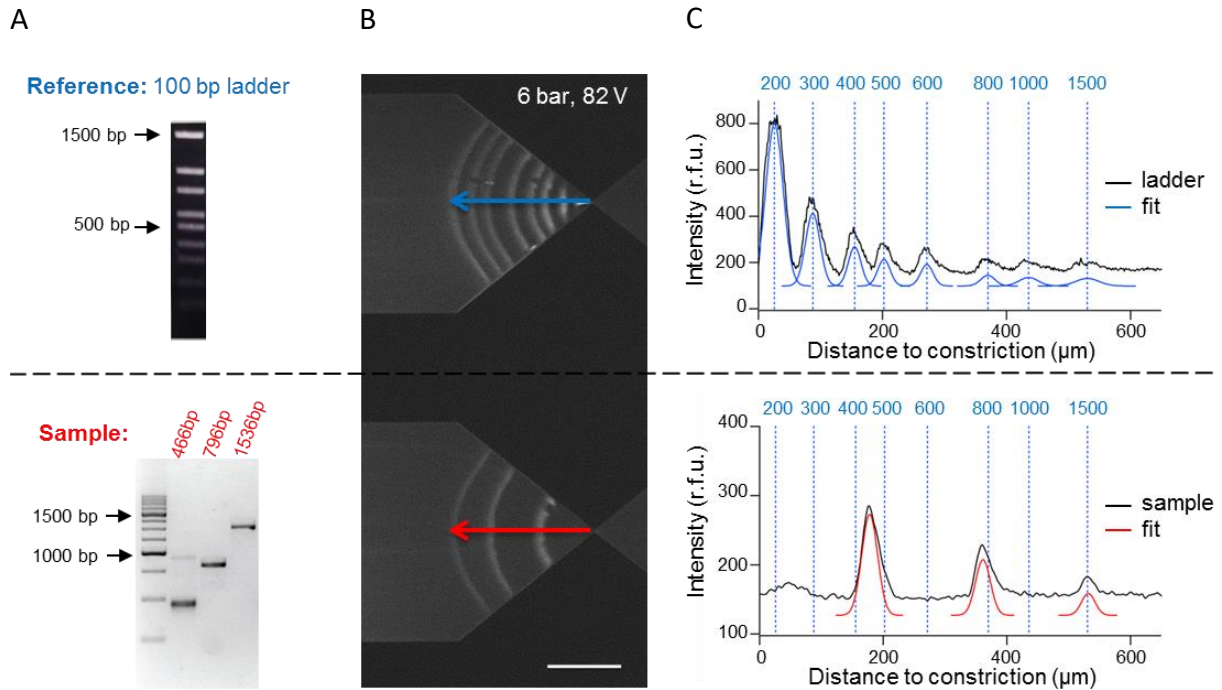 A
B
C
Reference: 100 bp ladder
1500 bp
500 bp
6 bar, 82 V
200 300 400 500 600 800 1000 1500
800
600
400
200
0
Intensity (r.f.u.)
ladder
fit
0 200 400 600
Distance to constriction (µm)
Sample:
466bp
796bp
1536bp
1500 bp
1000 bp
200 300 400 500 600 800 1000 1500
400
300
200
100
Intensity (r.f.u.)
sample
fit
0 200 400 600
Distance to constriction (µm)